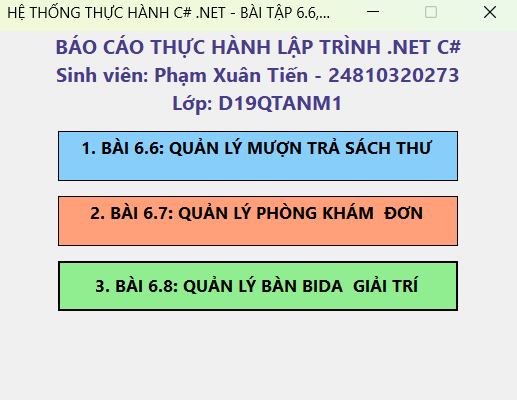 HỆ THỐNG THỰC HÀNH C# .NET - BÀI TẬP 6.6,...
BÁO CÁO THỰC HÀNH LẬP TRÌNH .NET C#
Sinh viên: Phạm Xuân Tiến - 24810320273
Lớp: D19QTANM1
1. BÀI 6.6: QUẢN LÝ MƯỢN TRẢ SÁCH THƯ
2. BÀI 6.7: QUẢN LÝ PHÒNG KHÁM  ĐƠN
3. BÀI 6.8: QUẢN LÝ BÀN BIDA  GIẢI TRÍ